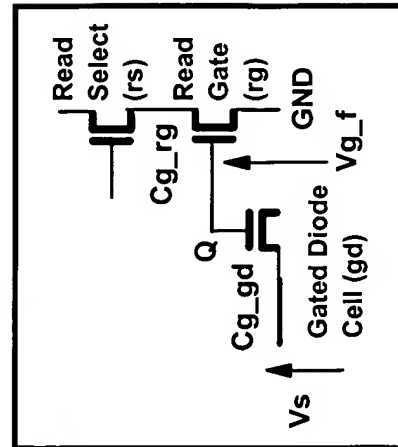 Read
Select
(rs)
Cg_rg
Read
Gate
(rg)
GND
Q
Cg_gd
Vg_f
Gated Diode
Cell (gd)
Vs